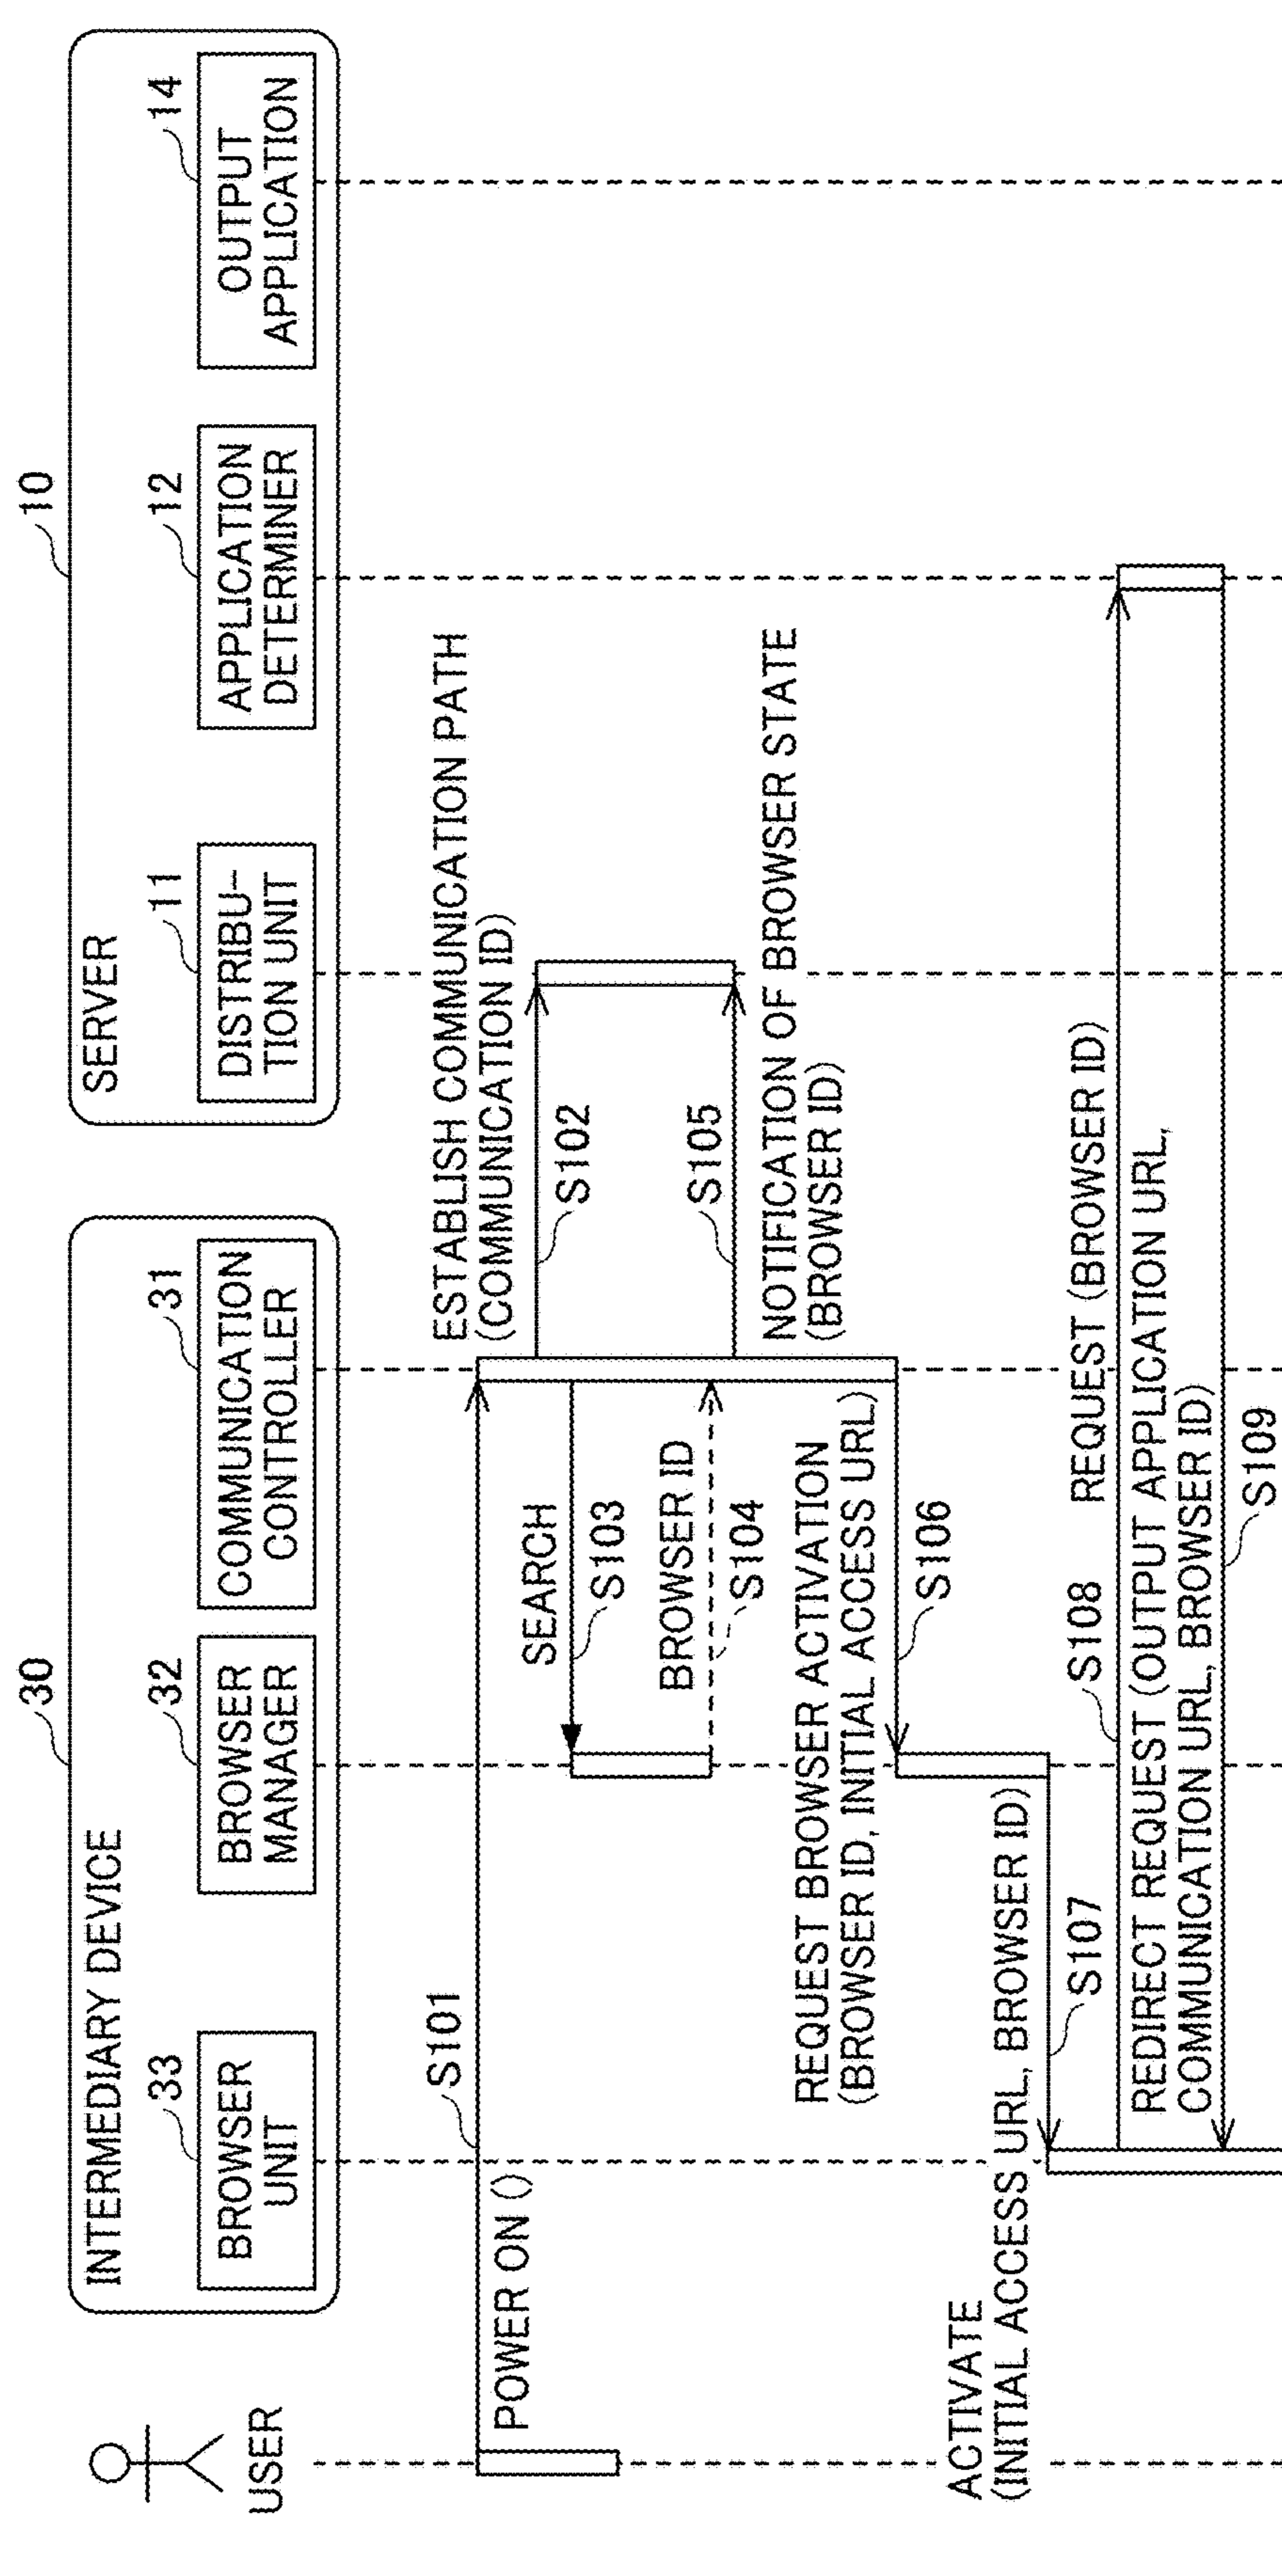 30
10
INTERMEDIARY DEVICE
SERVER
33
32
31
11
12
14
USER
BROWSER
UNIT
BROWSER
MANAGER
COMMUNICATION
CONTROLLER
DISTRIBU-
TION UNIT
APPLICATION
DETERMINER
OUTPUT
APPLICATION
S101
POWER ON ()
ESTABLISH COMMUNICATION PATH
(COMMUNICATION ID)
S102
SEARCH
S103
BROWSER ID
S104
S105
NOTIFICATION OF BROWSER STATE
(BROWSER ID)
REQUEST BROWSER ACTIVATION
(BROWSER ID, INITIAL ACCESS URL)
S106
ACTIVATE
(INITIAL ACCESS URL, BROWSER ID)
S107
S108
REQUEST (BROWSER ID)
REDIRECT REQUEST (OUTPUT APPLICATION URL,
COMMUNICATION URL, BROWSER ID)
S109